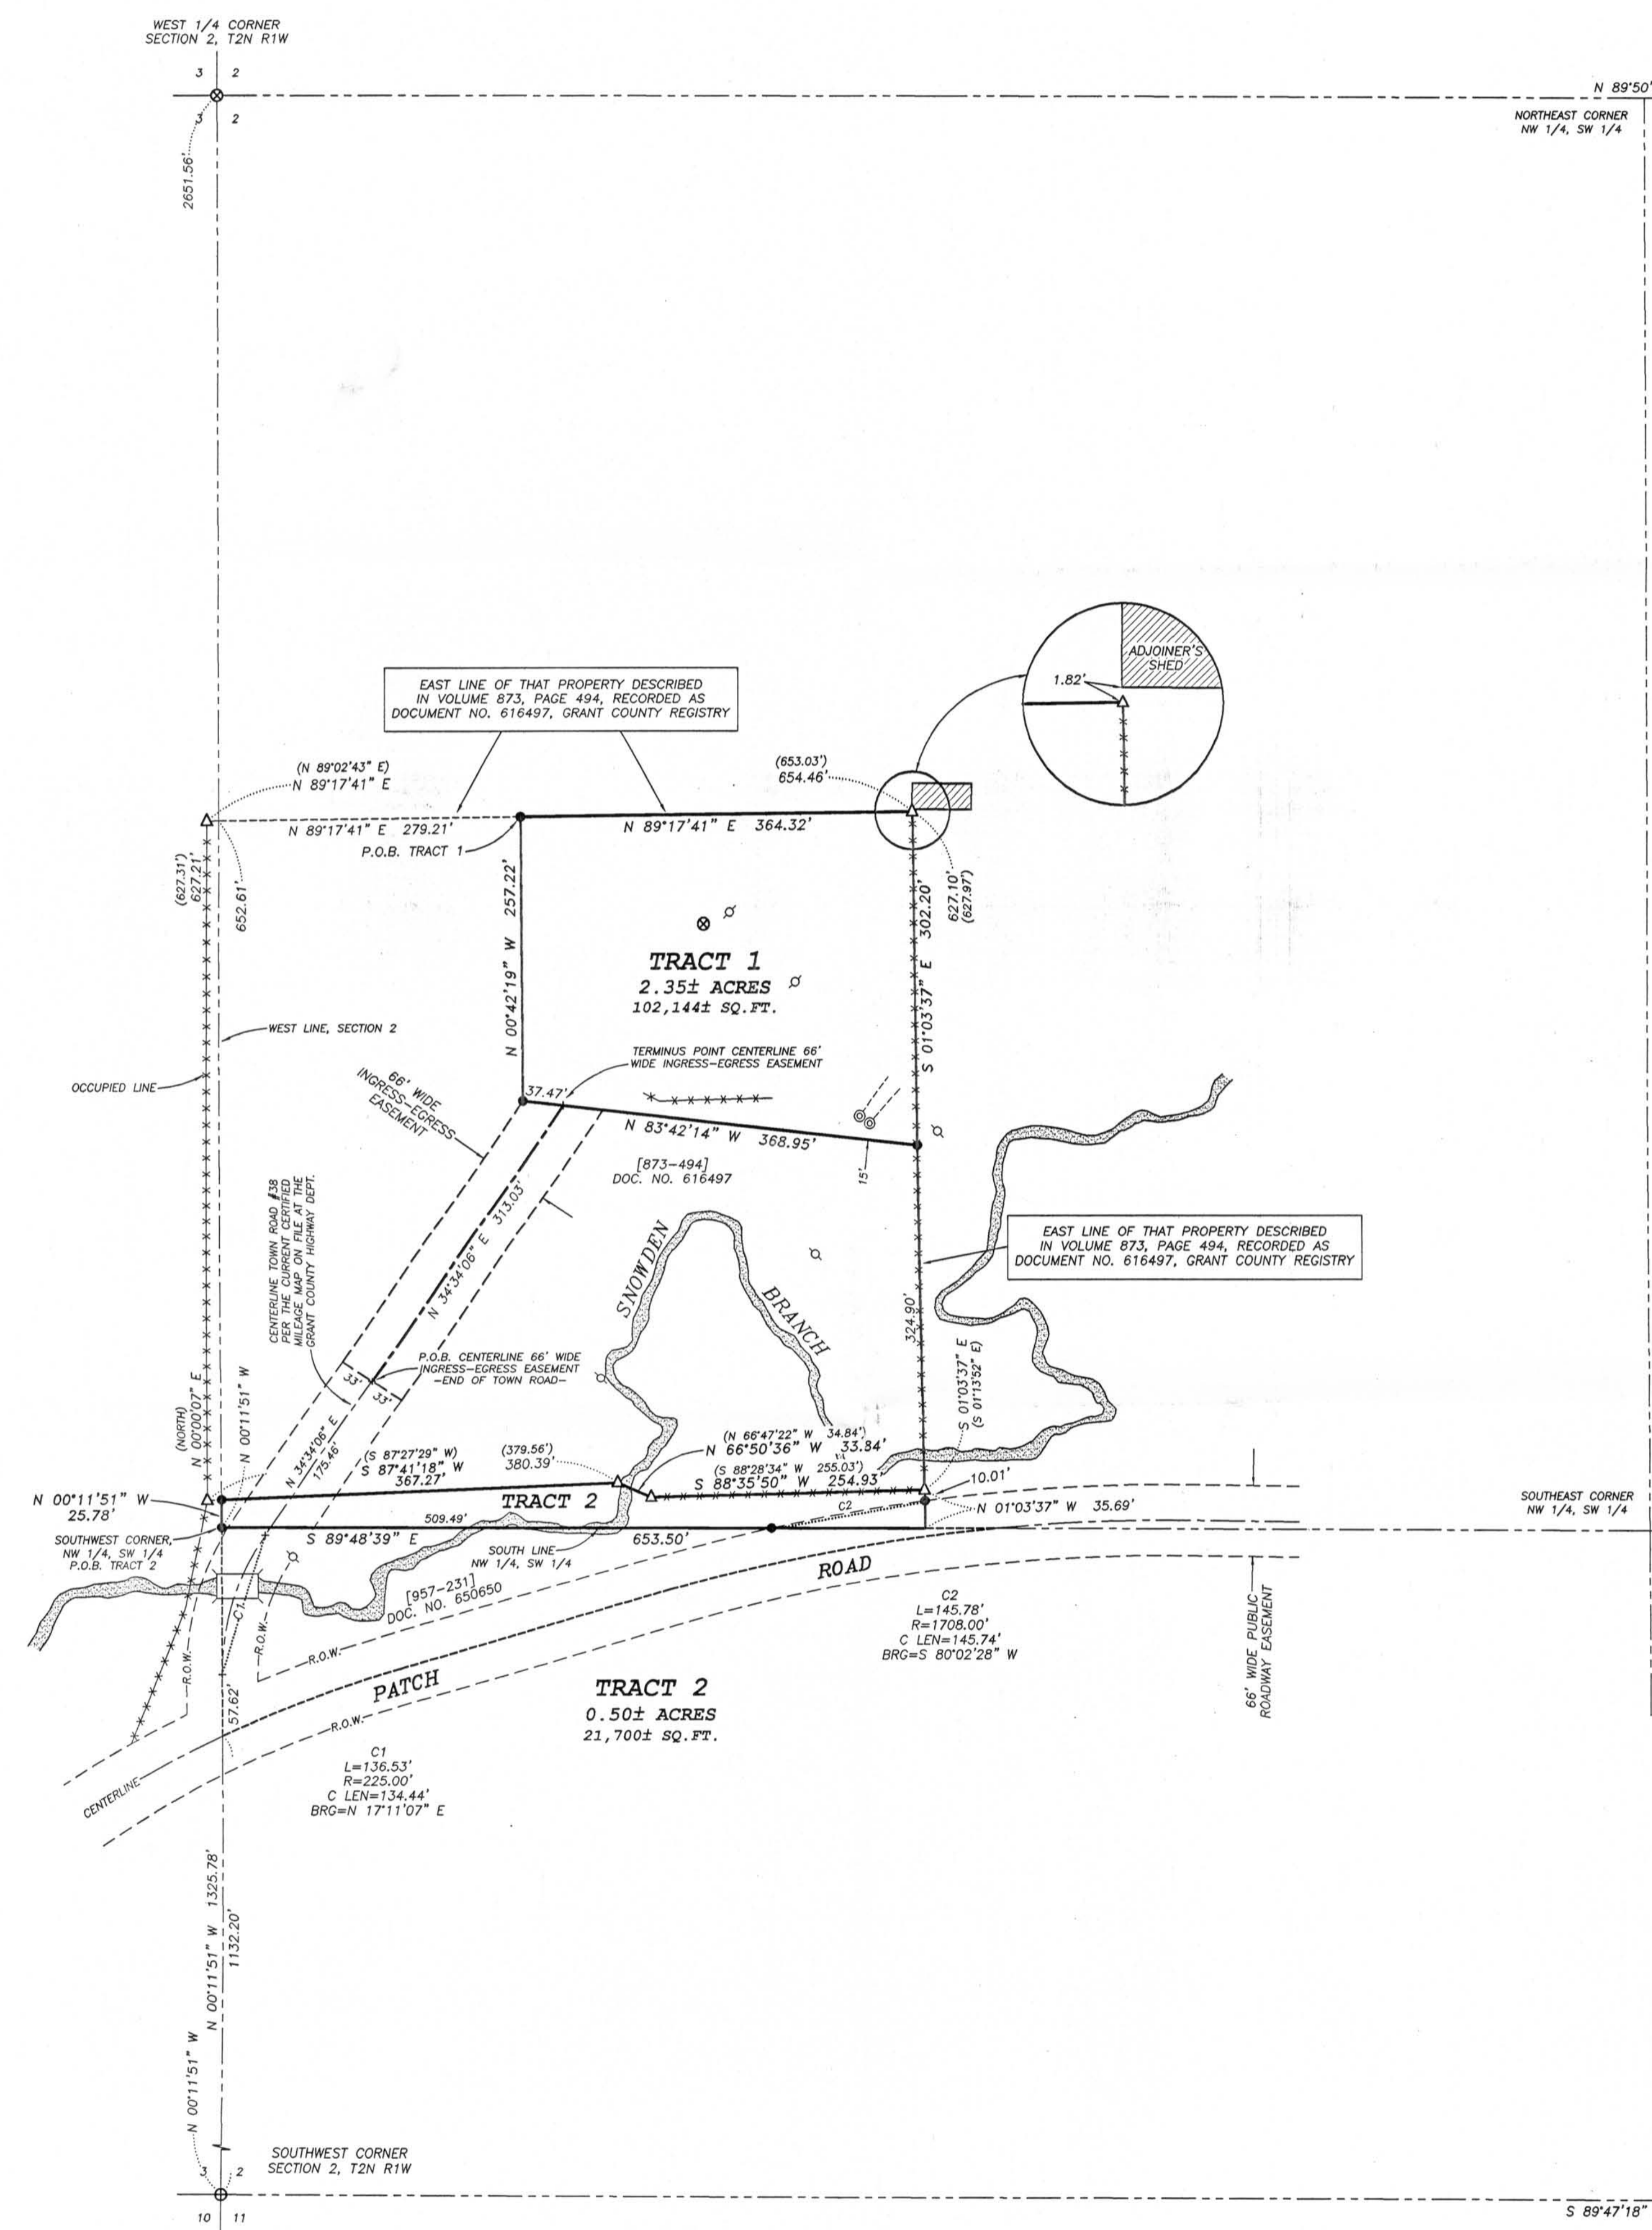 WEST 1/4 CORNER
SECTION 2, T2N R1W
3 2
3 2
2651.56'
N 89°50'
NORTHEAST CORNER
NW 1/4, SW 1/4
ADJOINER'S
SHED
1.82'
EAST LINE OF THAT PROPERTY DESCRIBED
IN VOLUME 873, PAGE 494, RECORDED AS
DOCUMENT NO. 616497, GRANT COUNTY REGISTRY
(N 89°02'43" E)
N 89°17'41" E
(653.03')
654.46'
N 89°17'41" E 279.21'
N 89°17'41" E 364.32'
P.O.B. TRACT 1
(627.31')
627.21'
652.61'
N 00°42'19" W 257.22'
627.10'
(627.97')
S 01°03'37" E 302.20'
TRACT 1
2.35± ACRES
102,144± SQ.FT.
WEST LINE, SECTION 2
OCCUPIED LINE
TERMINUS POINT CENTERLINE 66'
WIDE INGRESS-EGRESS EASEMENT
66' WIDE
INGRESS-EGRESS
EASEMENT
37.47'
N 83°42'14" W 368.95'
15'
[873-494]
DOC. NO. 616497
CENTERLINE TOWN ROAD #38
PER THE CURRENT CERTIFIED
MILEAGE MAP ON FILE AT THE
GRANT COUNTY HIGHWAY DEPT.
N 34°34'06" E 313.03'
SNOWDEN
BRANCH
EAST LINE OF THAT PROPERTY DESCRIBED
IN VOLUME 873, PAGE 494, RECORDED AS
DOCUMENT NO. 616497, GRANT COUNTY REGISTRY
324.90'
P.O.B. CENTERLINE 66' WIDE
INGRESS-EGRESS EASEMENT
-END OF TOWN ROAD-
33'
33'
S 01°03'37" E
(S 01°13'52" E)
(NORTH)
N 00°00'07" E
N 00°11'51" W
N 34°34'06" E
175.46'
(S 87°27'29" W)
S 87°41'18" W
367.27'
(379.56')
380.39'
(N 66°47'22" W 34.84')
N 66°50'36" W 33.84'
(S 88°28'34" W 255.03')
S 88°35'50" W 254.93'
10.01'
N 00°11'51" W
25.78'
TRACT 2
C2
N 01°03'37" W 35.69'
SOUTHEAST CORNER
NW 1/4, SW 1/4
509.49'
S 89°48'39" E
653.50'
SOUTHWEST CORNER,
NW 1/4, SW 1/4
P.O.B. TRACT 2
SOUTH LINE
NW 1/4, SW 1/4
[957-231]
DOC. NO. 650650
C1
R.O.W.
R.O.W.
R.O.W.
R.O.W.
PATCH
ROAD
57.62'
C2
L=145.78'
R=1708.00'
C LEN=145.74'
BRG=S 80°02'28" W
66' WIDE PUBLIC
ROADWAY EASEMENT
TRACT 2
0.50± ACRES
21,700± SQ.FT.
C1
L=136.53'
R=225.00'
C LEN=134.44'
BRG=N 17°11'07" E
CENTERLINE
N 00°11'51" W 1325.78'
1132.20'
N 00°11'51" W
SOUTHWEST CORNER
SECTION 2, T2N R1W
3 2
10 11
S 89°47'18"